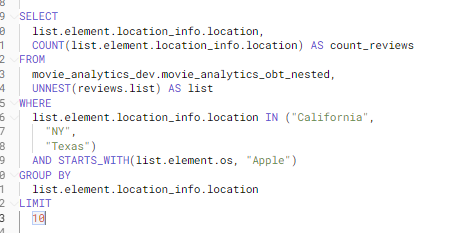 SELECT
list.element.location_info.location,
COUNT(list.element.location_info.location) AS count_reviews
FROM
movie_analytics_dev.movie_analytics_obt_nested,
UNNEST(reviews.list) AS list
WHERE
list.element.location_info.location IN ("California",
"NY",
"Texas")
AND STARTS_WITH(list.element.os, "Apple")
GROUP BY
list.element.location_info.location
LIMIT
10